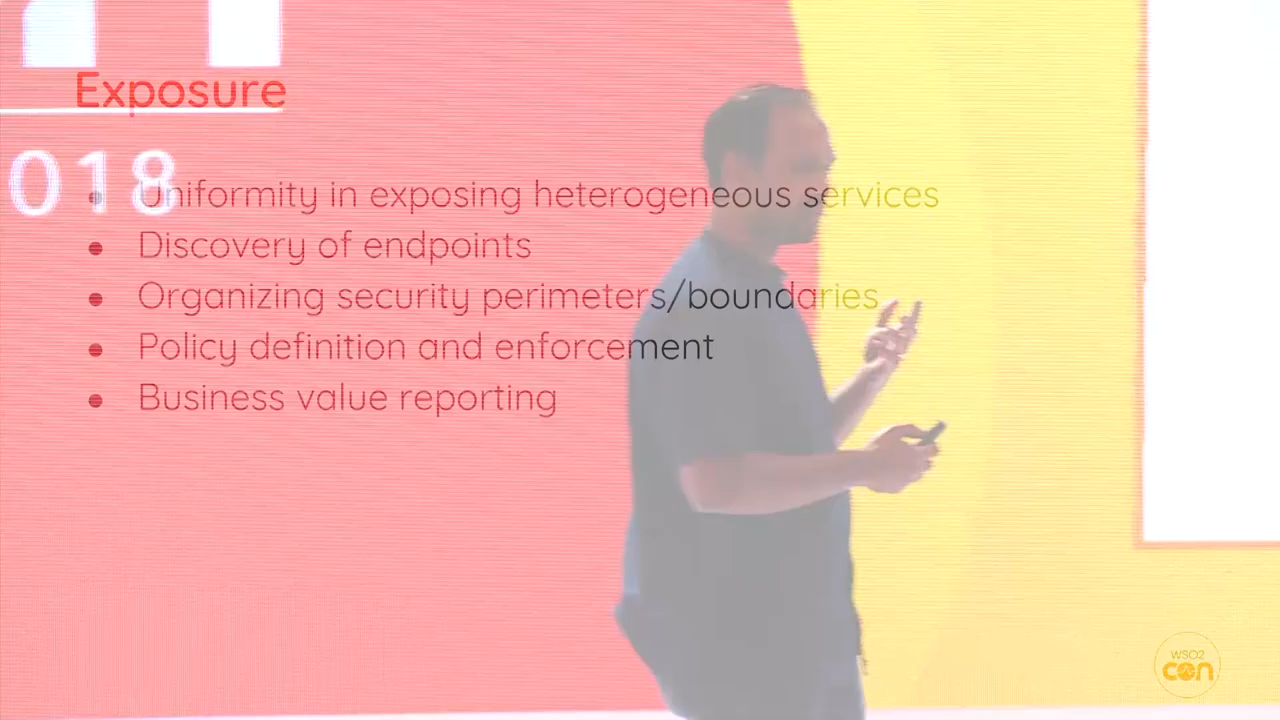 Exposure
018
Uniformity in exposing heterogeneous services
Discovery of endpoints
Organizing security perimeters/boundaries
Policy definition and enforcement
Business value reporting
WSO2
con